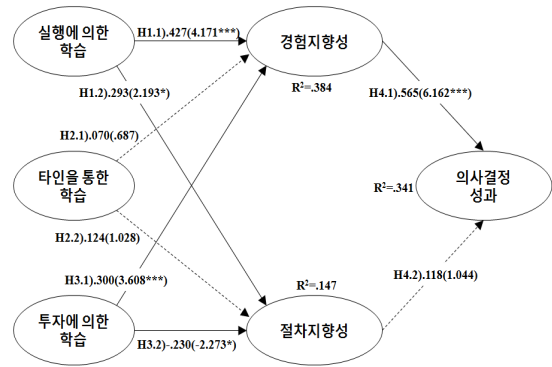 실행에 의한
학습
H1.1).427(4.171***)
경험지향성
R²=.384
H1.2).293(2.193*)
H4.1).565(6.162***)
H2.1).070(.687)
타인을 통한
학습
R²=.341
의사결정
성과
H2.2).124(1.028)
H3.1).300(3.608***)
R²=.147
H4.2).118(1.044)
투자에 의한
학습
H3.2)-.230(-2.273*)
절차지향성